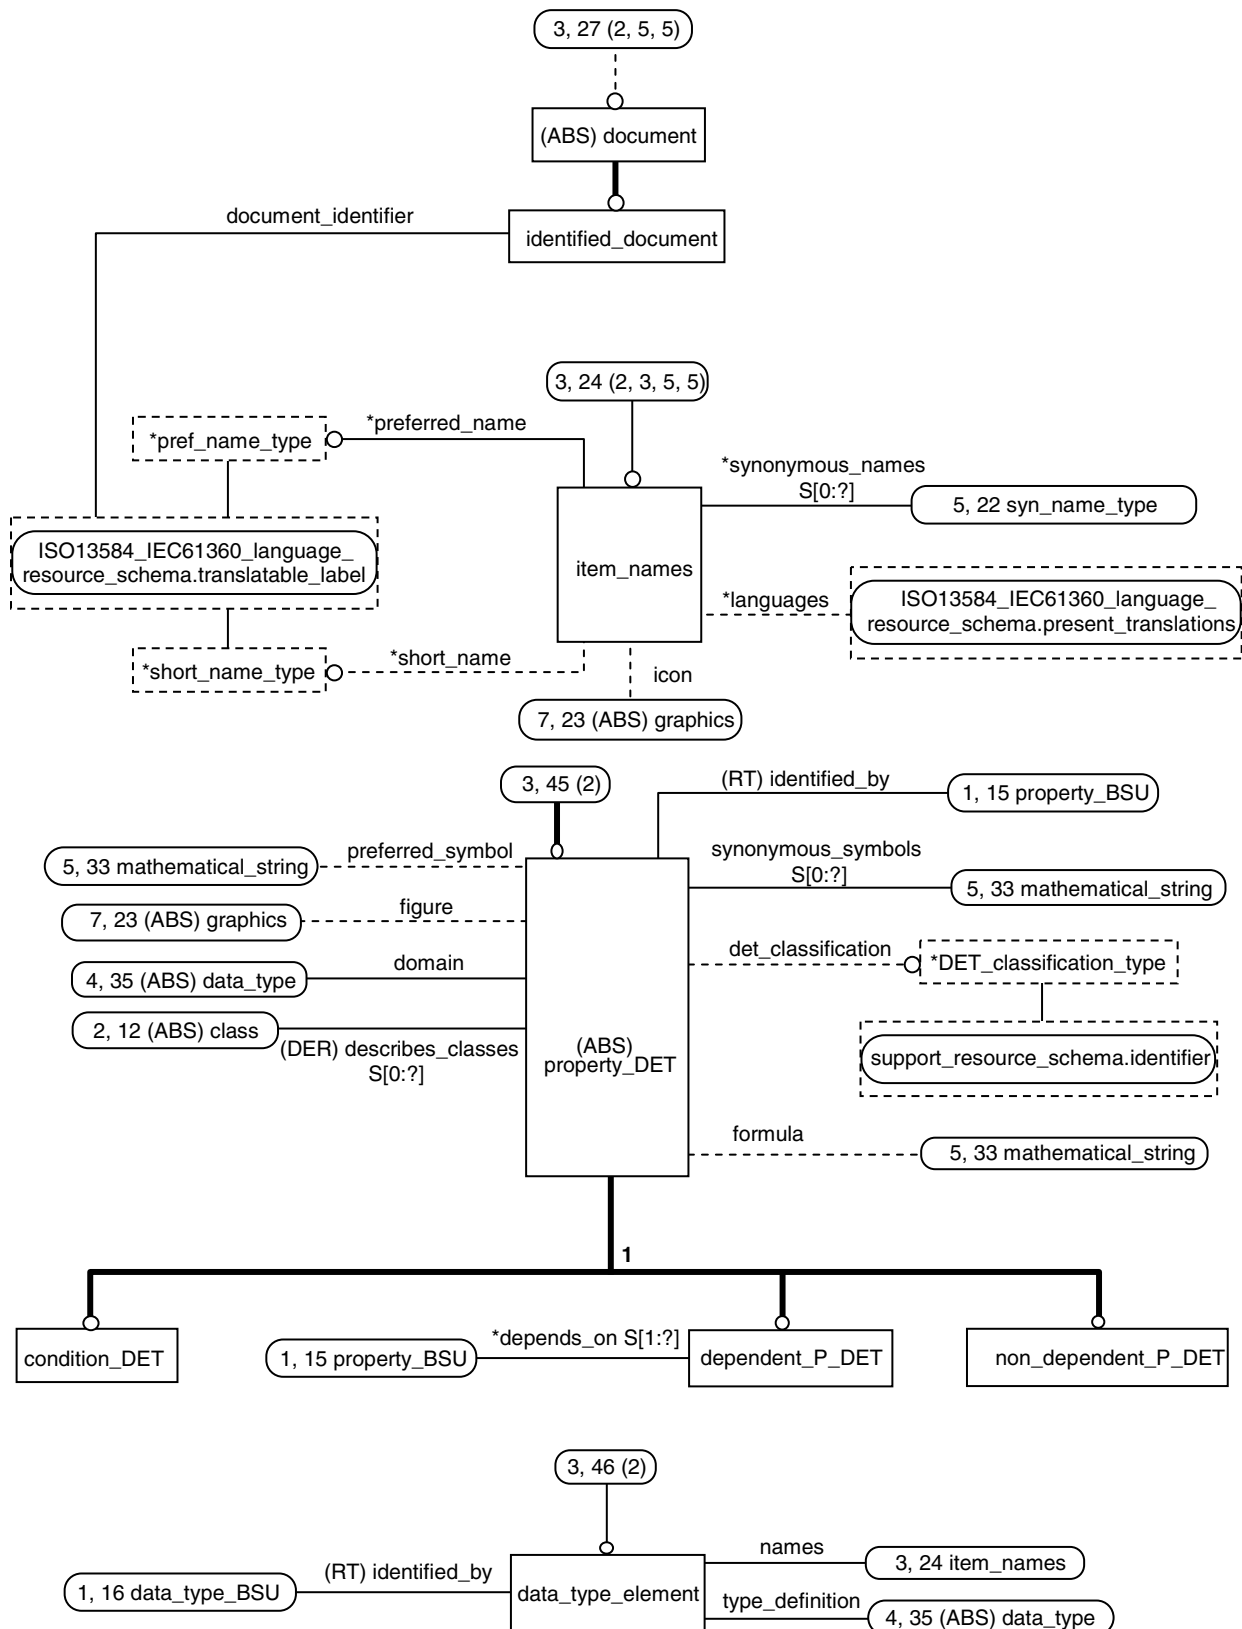 3, 27 (2, 5, 5)
(ABS) document
document_identifier
identified_document
3, 24 (2, 3, 5, 5)
*pref_name_type
*preferred_name
*synonymous_names
S[0:?]
5, 22 syn_name_type
ISO13584_IEC61360_language_
resource_schema.translatable_label
item_names
*languages
ISO13584_IEC61360_language_
resource_schema.present_translations
*short_name_type
*short_name
icon
7, 23 (ABS) graphics
3, 45 (2)
(RT) identified_by
1, 15 property_BSU
5, 33 mathematical_string
preferred_symbol
synonymous_symbols
S[0:?]
5, 33 mathematical_string
7, 23 (ABS) graphics
figure
det_classification
*DET_classification_type
4, 35 (ABS) data_type
domain
2, 12 (ABS) class
(DER) describes_classes
S[0:?]
(ABS)
property_DET
support_resource_schema.identifier
formula
5, 33 mathematical_string
1
condition_DET
1, 15 property_BSU
*depends_on S[1:?]
dependent_P_DET
non_dependent_P_DET
3, 46 (2)
1, 16 data_type_BSU
(RT) identified_by
data_type_element
names
3, 24 item_names
type_definition
4, 35 (ABS) data_type